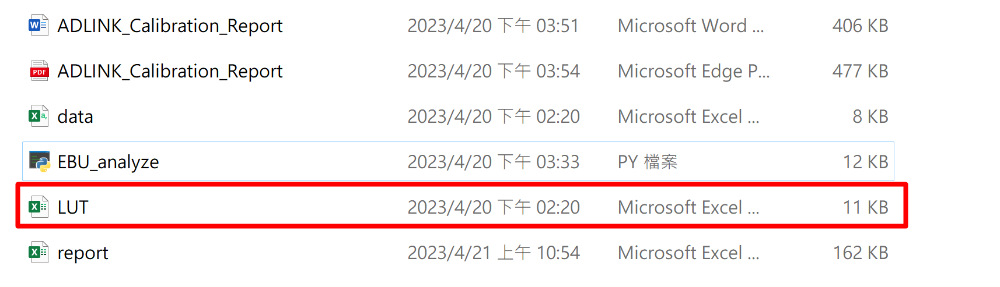 ADLINK_Calibration_Report 2023/4/20 下午 03:51 Microsoft Word ... 406 KB
PDF ADLINK_Calibration_Report 2023/4/20 下午 03:54 Microsoft Edge P... 477 KB
data 2023/4/20 下午 02:20 Microsoft Excel ... 8 KB
EBU_analyze 2023/4/20 下午 03:33 PY 檔案 12 KB
LUT 2023/4/20 下午 02:20 Microsoft Excel ... 11 KB
report 2023/4/21 上午 10:54 Microsoft Excel ... 162 KB